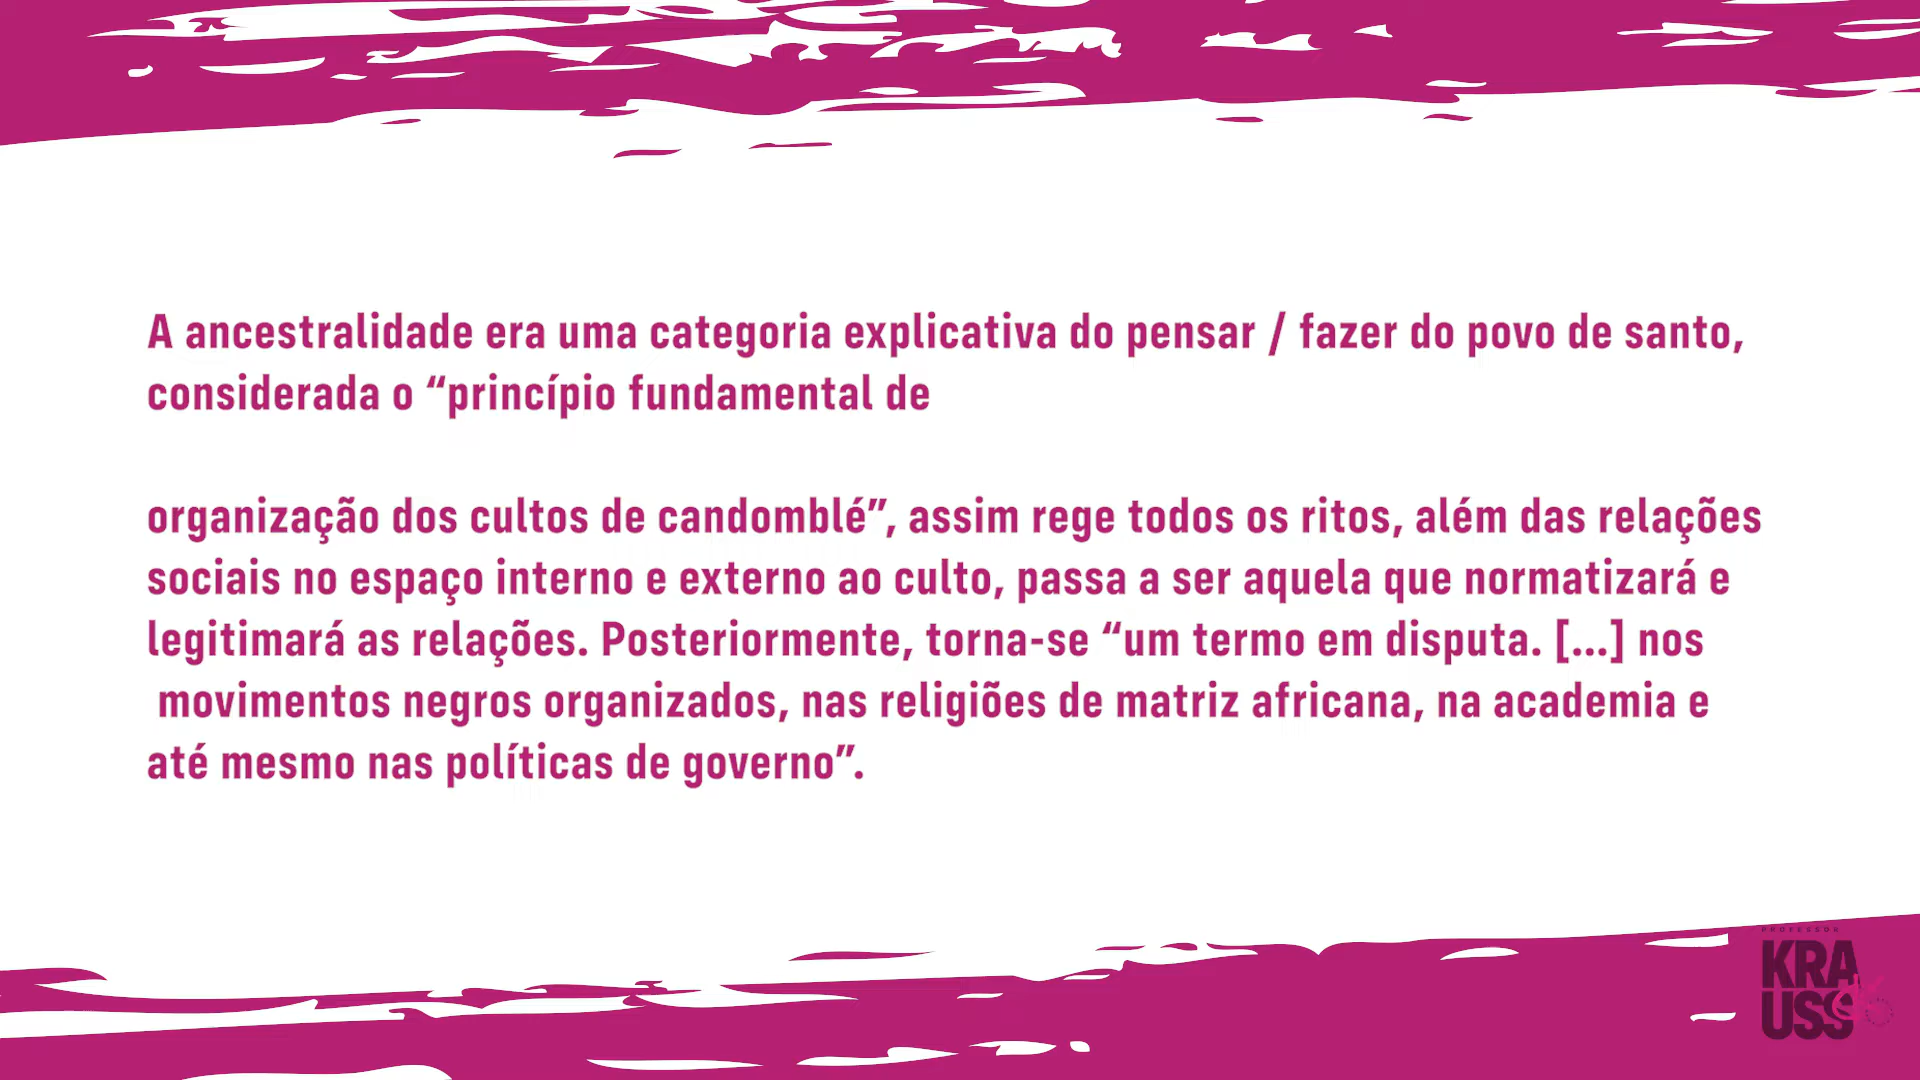 A ancestralidade era uma categoria explicativa do pensar / fazer do povo de santo,
considerada o “princípio fundamental de
organização dos cultos de candomblé”, assim rege todos os ritos, além das relações
sociais no espaço interno e externo ao culto, passa a ser aquela que normatizará e
legitimará as relações. Posteriormente, torna-se “um termo em disputa. [...] nos
movimentos negros organizados, nas religiões de matriz africana, na academia e
até mesmo nas políticas de governo”.
PROFESSOR
KRA
USS